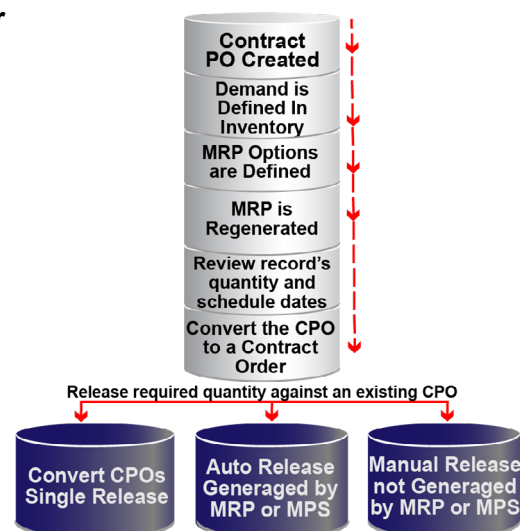 r
Contract
PO Created
Demand is
Defined In
Inventory
MRP Options
are Defined
MRP is
Regenerated
Review record's
quantity and
schedule dates
Convert the CPO
to a Contract
Order
Release required quantity against an existing CPO
Convert CPOs
Single Release
Auto Release
Generaged by
MRP or MPS
Manual Release
not Generaged
by MRP or MPS